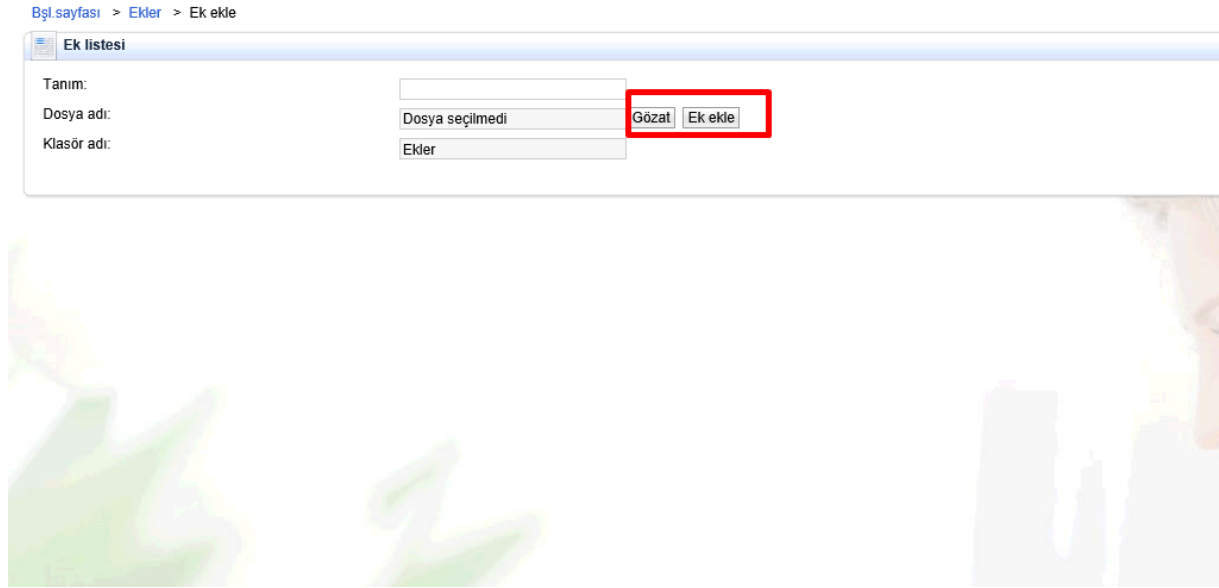 Bşl.sayfası > Ekler > Ek ekle
Ek listesi
Tanım:
Dosya adı: Dosya seçilmedi Gözat Ek ekle
Klasör adı: Ekler